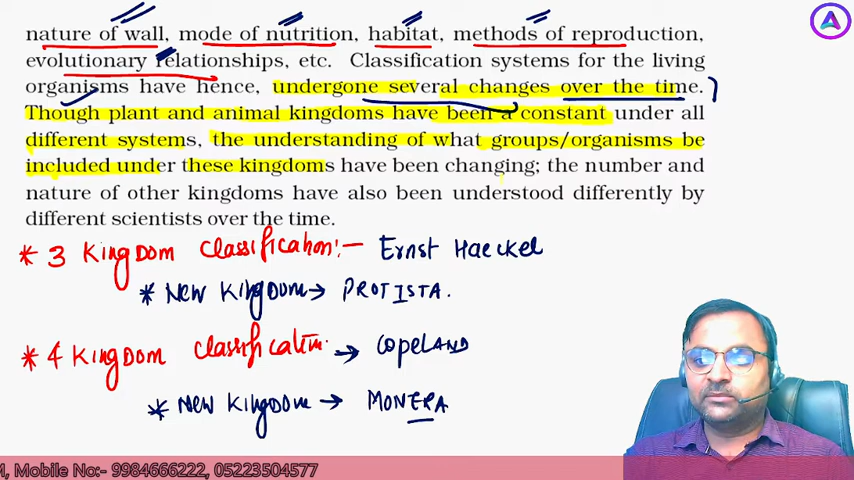 nature of wall, mode of nutrition, habitat, methods of reproduction,
evolutionary relationships, etc. Classification systems for the living
organisms have hence, undergone several changes over the time.
Though plant and animal kingdoms have been a constant under all
different systems, the understanding of what groups/organisms be
included under these kingdoms have been changing; the number and
nature of other kingdoms have also been understood differently by
different scientists over the time.
* 3 Kingdom Classification:- Ernst Haeckel
* New Kingdom → PROTISTA.
* 4 Kingdom Classification → Copeland
* New Kingdom → MONERA
M, Mobile No:- 9984666222, 05223504577